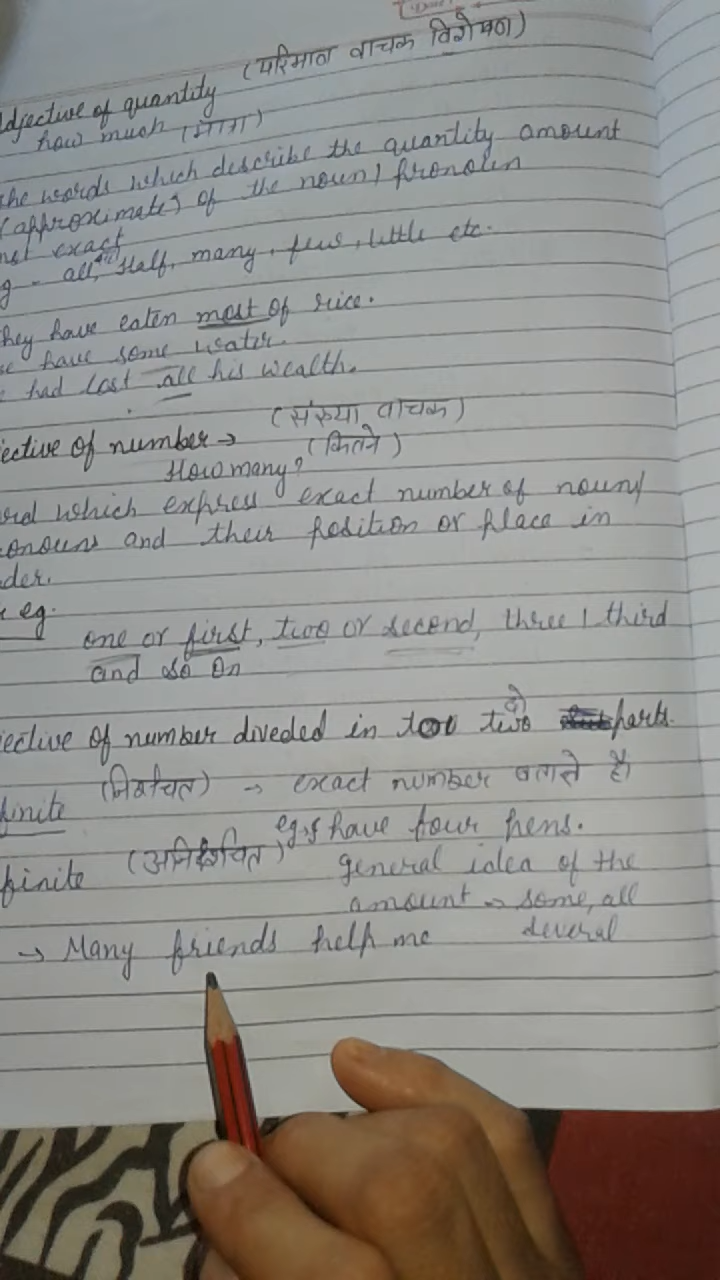 djective of quantity (परिमान वाचक विशेषन)
how much (मात्रा)
he words which describe the quantity amount
(approximate) of the noun / pronoun
not exact
g - all, Half, many, few, little etc.
hey have eaten most of rice.
e have some water.
e had lost all his wealth.
ective of number → (संख्या वाचक)
How many? (कितने)
ord which express exact number of noun/
onouns and their position or place in
der.
eg.
one or first, two or second, three / third
and so on
ective of number diveded in two दो parts.
finite (निश्चित) → exact number बताते है।
eg. I have four hens.
finite (अनिश्चित) general idea of the
amount → some, all
several
→ Many friends help me